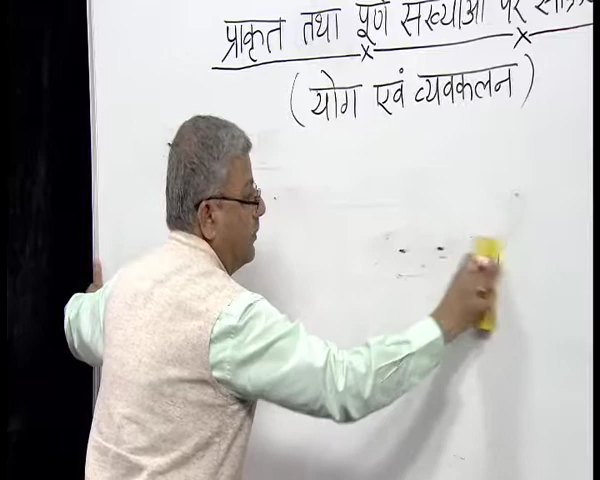 प्राकृत तथा पूर्ण संख्याओं पर
(योग एवं व्यवकलन)